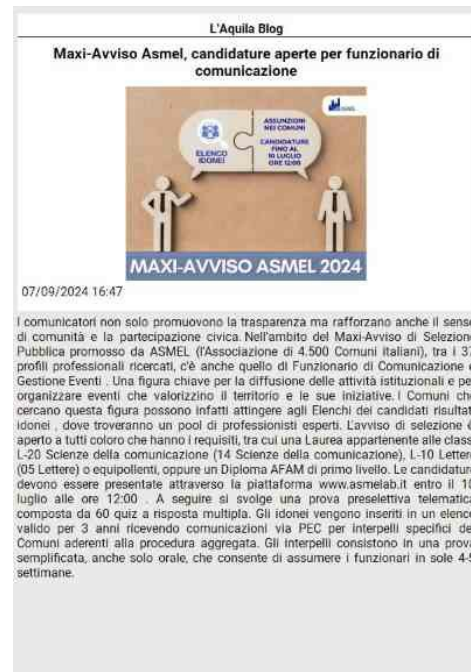 L'Aquila Blog
Maxi-Avviso Asmel, candidature aperte per funzionario di
comunicazione
ELENCO
IDONEI
ASSUNZIONI
NEI COMUNI
CANDIDATURE
FINO AL
10 LUGLIO
ORE 12:00
MAXI-AVVISO ASMEL 2024
07/09/2024 16:47
I comunicatori non solo promuovono la trasparenza ma rafforzano anche il senso
di comunità e la partecipazione civica. Nell'ambito del Maxi-Avviso di Selezione
Pubblica promosso da ASMEL (l'Associazione di 4.500 Comuni italiani), tra i 37
profili professionali ricercati, c'è anche quello di Funzionario di Comunicazione e
Gestione Eventi . Una figura chiave per la diffusione delle attività istituzionali e per
organizzare eventi che valorizzino il territorio e le sue iniziative. I Comuni che
cercano questa figura possono infatti attingere agli Elenchi dei candidati risultati
idonei , dove troveranno un pool di professionisti esperti. L'avviso di selezione è
aperto a tutti coloro che hanno i requisiti, tra cui una Laurea appartenente alle classi
L-20 Scienze della comunicazione (14 Scienze della comunicazione), L-10 Lettere
(05 Lettere) o equipollenti, oppure un Diploma AFAM di primo livello. Le candidature
devono essere presentate attraverso la piattaforma www.asmelab.it entro il 10
luglio alle ore 12:00 . A seguire si svolge una prova preselettiva telematica
composta da 60 quiz a risposta multipla. Gli idonei vengono inseriti in un elenco
valido per 3 anni ricevendo comunicazioni via PEC per interpelli specifici dei
Comuni aderenti alla procedura aggregata. Gli interpelli consistono in una prova
semplificata, anche solo orale, che consente di assumere i funzionari in sole 4-5
settimane.